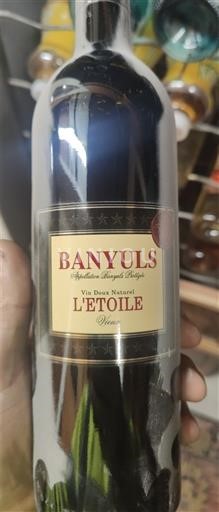 BANYULS
Appellation Banyuls Protégée
Vin Doux Naturel
L'ETOILE
Vieux